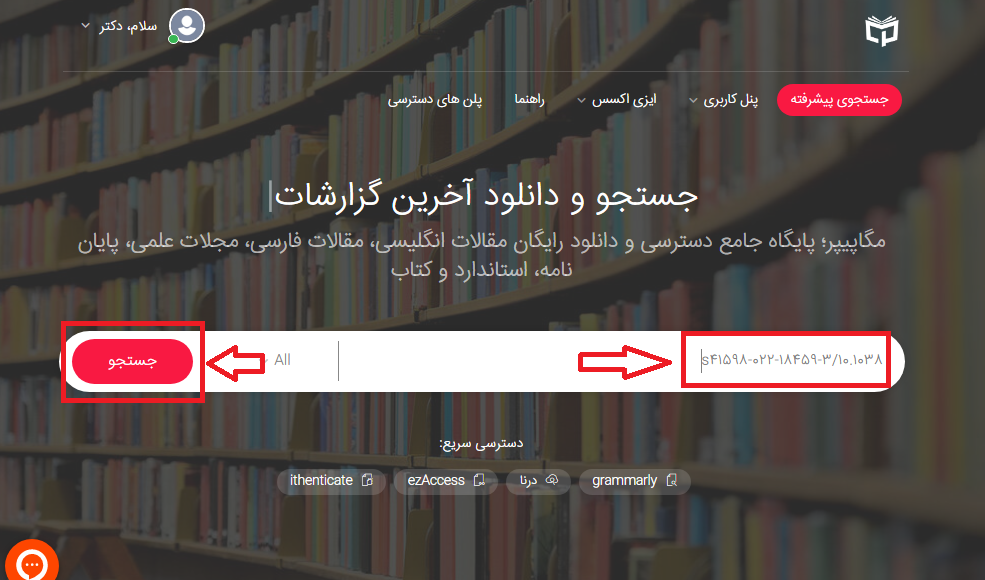 سلام، دکتر
جستجوی پیشرفته
پنل کاربری
ایزی اکسس
راهنما
پلن های دسترسی
جستجو و دانلود آخرین گزارشات
مگاپیپر؛ پایگاه جامع دسترسی و دانلود رایگان مقالات انگلیسی، مقالات فارسی، مجلات علمی، پایان
نامه، استاندارد و کتاب
s۴۱۵۹۸-۰۲۲-۱۸۴۵۹-۳/۱۰.۱۰۳۸
All
جستجو
دسترسی سریع:
grammarly
درنا
ezAccess
ithenticate